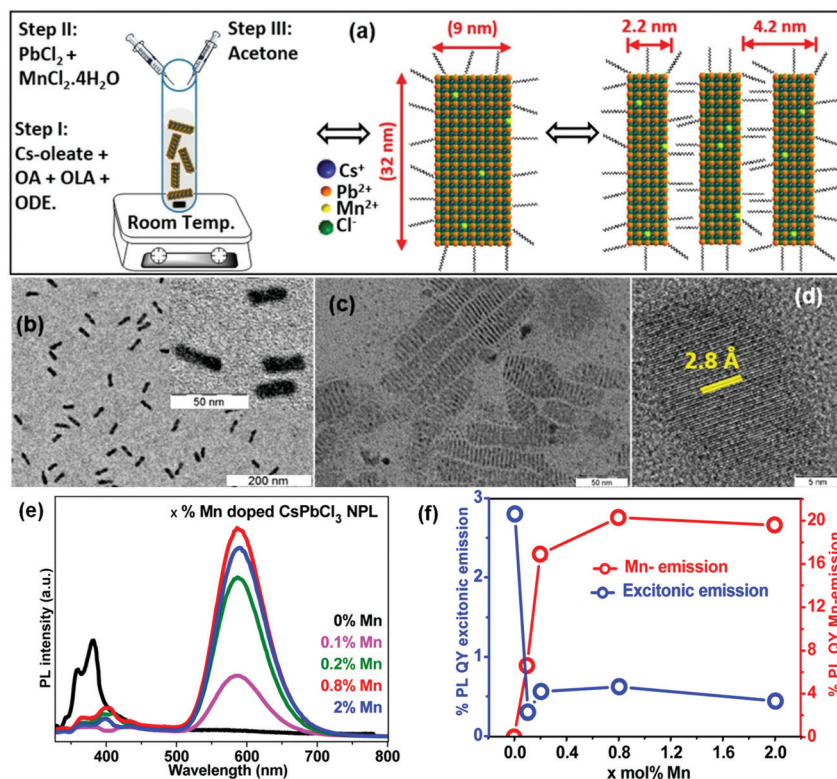 Step II:
PbCl2 +
MnCl2.4H2O
Step III:
Acetone
Step I:
Cs-oleate +
OA + OLA +
ODE.
Room Temp.
(a)
(9 nm)
(32 nm)
2.2 nm
4.2 nm
Cs+
Pb2+
Mn2+
Cl-
(b)
50 nm
200 nm
(c)
50 nm
(d)
2.8 Å
5 nm
(e)
x % Mn doped CsPbCl3 NPL
0% Mn
0.1% Mn
0.2% Mn
0.8% Mn
2% Mn
PL intensity (a.u.)
400 500 600 700 800
Wavelength (nm)
(f)
Mn- emission
Excitonic emission
% PL QY excitonic emission
3
2
1
0
% PL QY Mn-emission
20
16
12
8
4
0
0.0 0.4 0.8 1.2 1.6 2.0
x mol% Mn